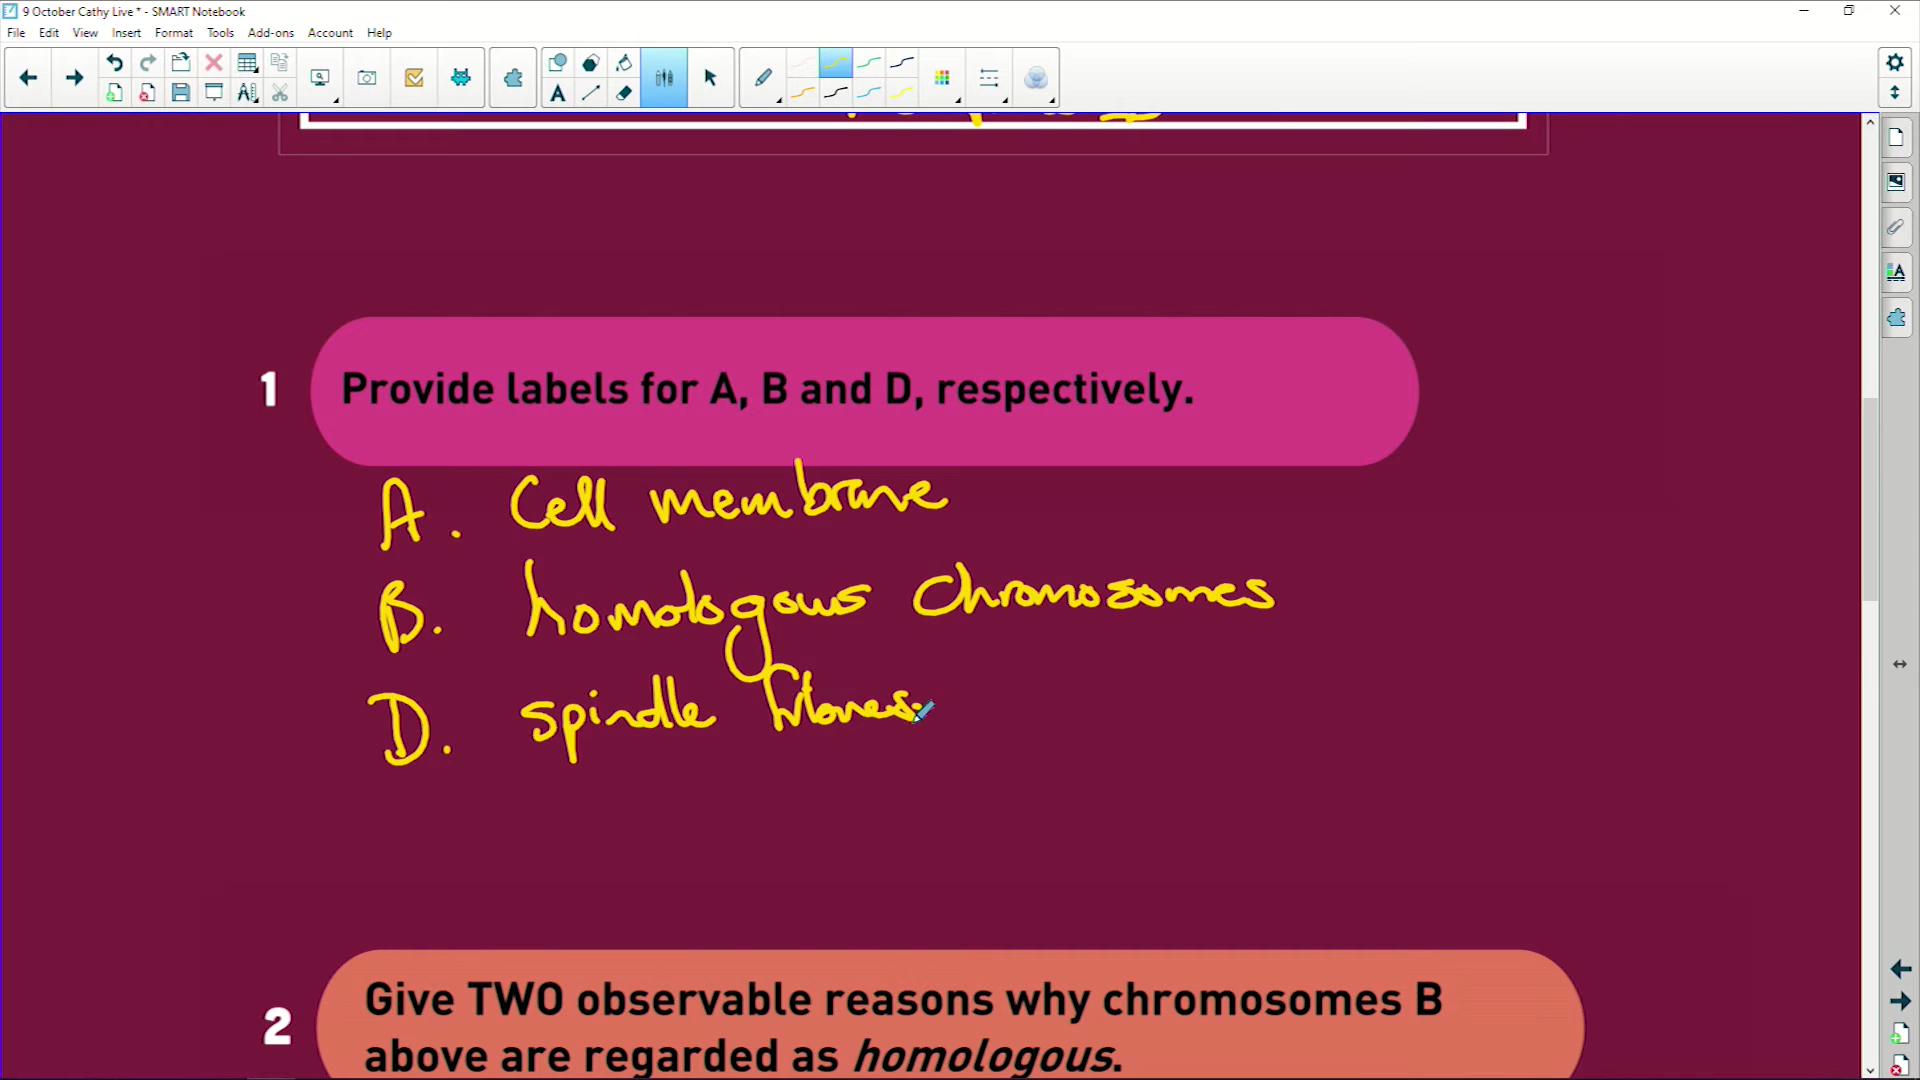 9 October Cathy Live * - SMART Notebook
File Edit View Insert Format Tools Add-ons Account Help
1 Provide labels for A, B and D, respectively.
A. Cell membrane
B. homologous chromosomes
D. spindle fibres
2 Give TWO observable reasons why chromosomes B
above are regarded as homologous.